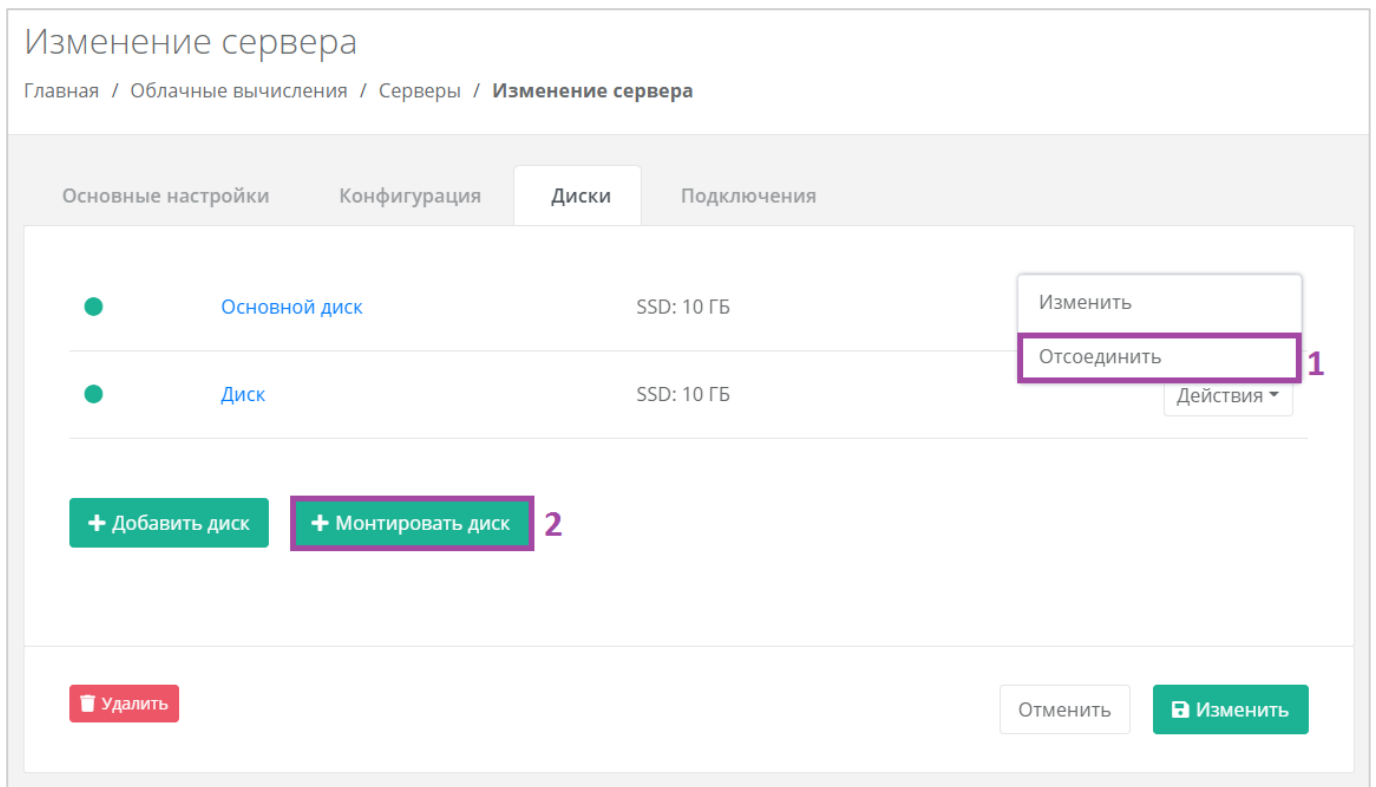 Изменение сервера
Главная / Облачные вычисления / Серверы / Изменение сервера
Основные настройки Конфигурация Диски Подключения
Основной диск SSD: 10 ГБ Изменить
Отсоединить 1
Диск SSD: 10 ГБ Действия
+ Добавить диск + Монтировать диск 2
Удалить Отменить Изменить